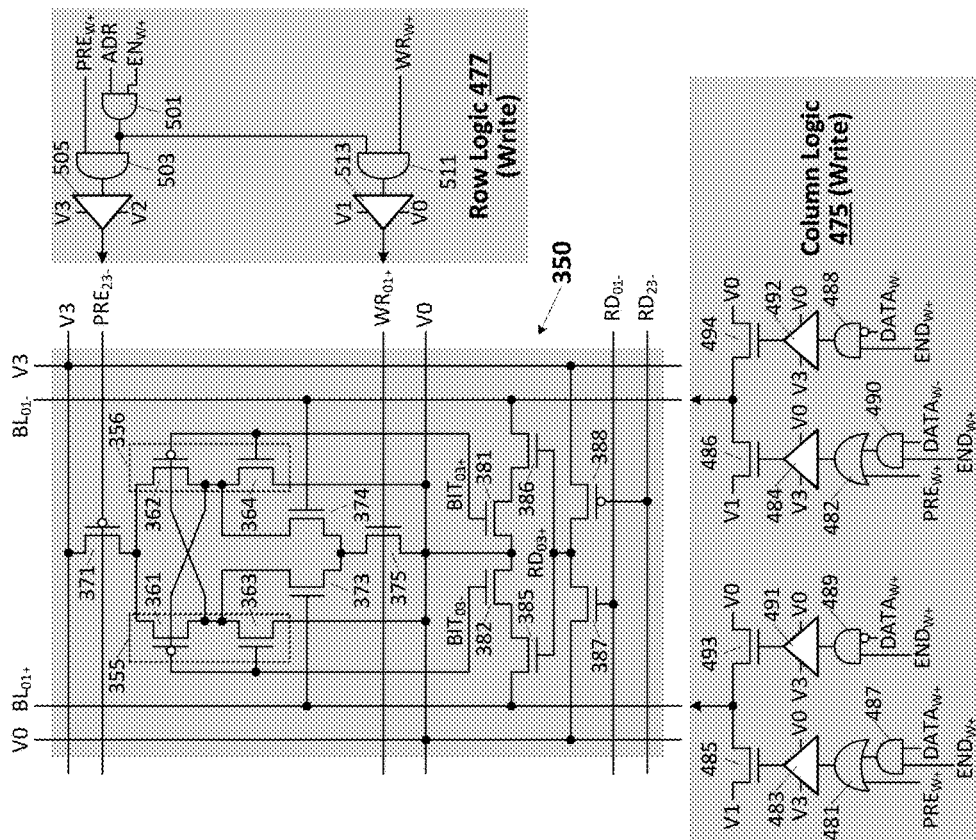 PRE_W+
ADR
EN_W+
501
505
503
V3
V2
WR_W+
513
511
V1
V0
Row Logic 477
(Write)
V3
PRE_23-
WR_01+
V0
350
RD_01-
RD_23-
V0
BL_01+
BL_01-
V3
371
356
355
361
362
363
364
373
374
375
BIT_03-
BIT_03+
382
381
385
386
RD_03+
387
388
Column Logic
475 (Write)
V1
485
493
V0
V1
486
494
V0
483
V3
V0
491
V3
V0
484
V3
V0
492
V3
V0
481
487
489
482
490
488
PRE_W+
DATA_W+
END_W+
DATA_W+
END_W+
PRE_W+
DATA_W-
END_W+
DATA_W-
END_W+